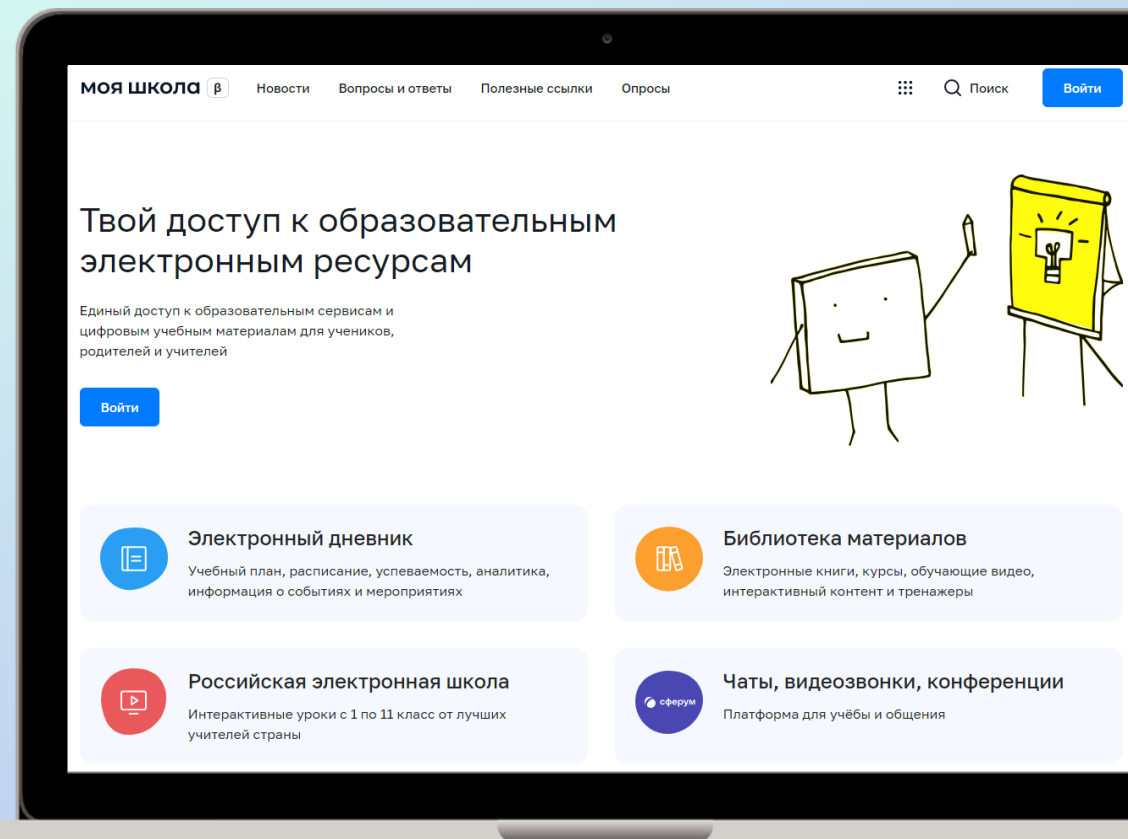 МОЯ ШКОЛА β
Новости
Вопросы и ответы
Полезные ссылки
Опросы
Поиск
Войти
Твой доступ к образовательным
электронным ресурсам
Единый доступ к образовательным сервисам и
цифровым учебным материалам для учеников,
родителей и учителей
Войти
Электронный дневник
Учебный план, расписание, успеваемость, аналитика,
информация о событиях и мероприятиях
Библиотека материалов
Электронные книги, курсы, обучающие видео,
интерактивный контент и тренажеры
Российская электронная школа
Интерактивные уроки с 1 по 11 класс от лучших
учителей страны
сферум
Чаты, видеозвонки, конференции
Платформа для учёбы и общения